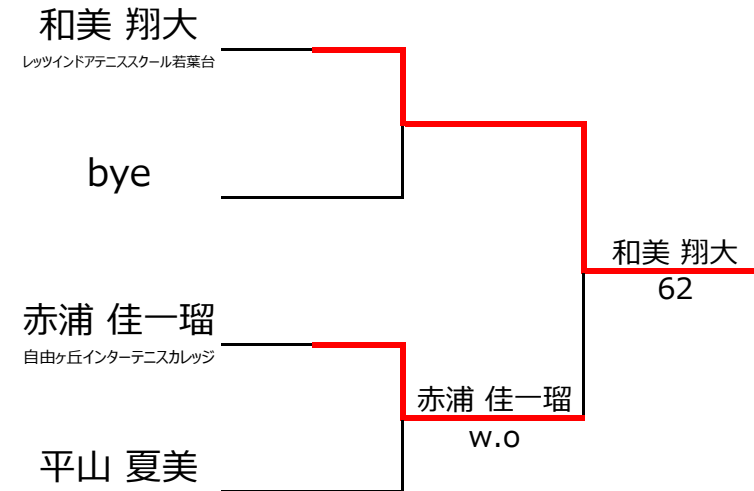 和美 翔大
レッツインドアテニススクール若葉台
bye
和美 翔大
62
赤浦 佳一瑠
自由ヶ丘インターテニスカレッジ
赤浦 佳一瑠
w.o
平山 夏美